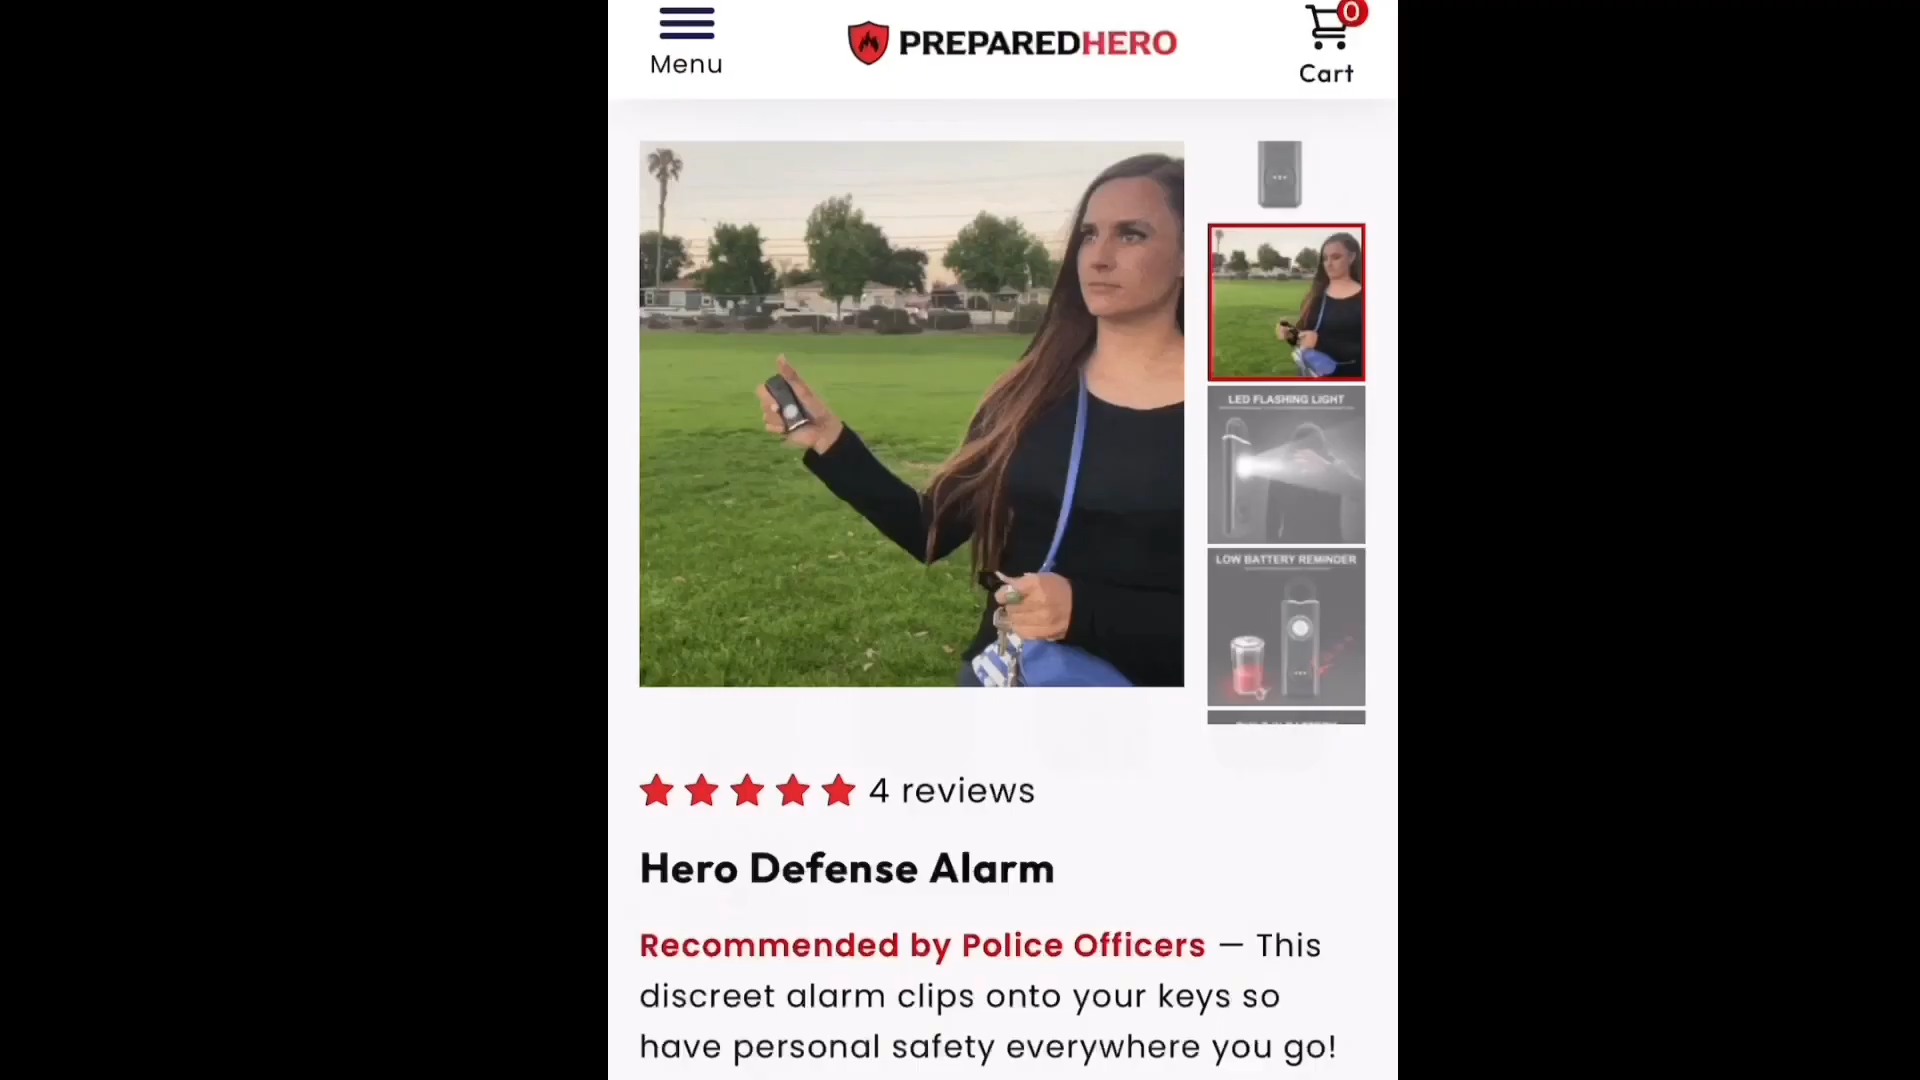 Menu
PREPAREDHERO
0
Cart
LED FLASHING LIGHT
LOW BATTERY REMINDER
4 reviews
Hero Defense Alarm
Recommended by Police Officers — This
discreet alarm clips onto your keys so
have personal safety everywhere you go!